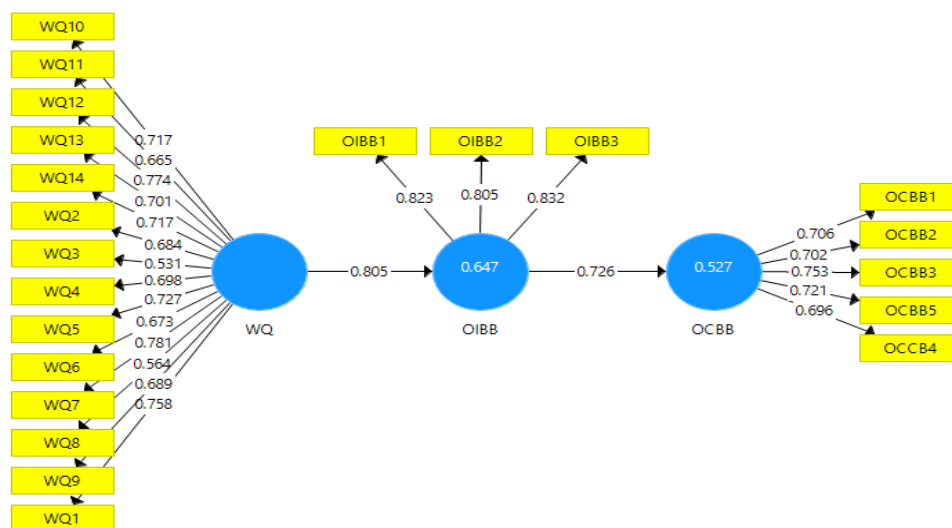 WQ10
WQ11
WQ12
WQ13
WQ14
WQ2
WQ3
WQ4
WQ5
WQ6
WQ7
WQ8
WQ9
WQ1
0.717
0.665
0.774
0.701
0.717
0.684
0.531
0.698
0.727
0.673
0.781
0.564
0.689
0.758
WQ
0.805
OIBB1
OIBB2
OIBB3
0.823
0.805
0.832
0.647
OIBB
0.726
0.527
OCBB
0.706
0.702
0.753
0.721
0.696
OCBB1
OCBB2
OCBB3
OCBB5
OCCB4